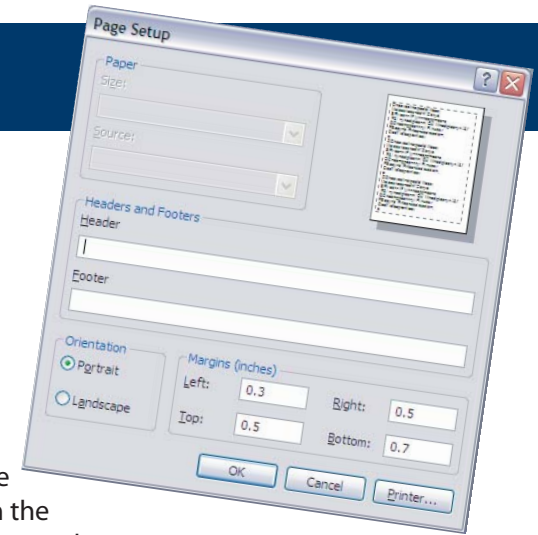 Page Setup
Paper
Size:
Source:
Headers and Footers
Header
Footer
Orientation
Portrait
Landscape
Margins (inches)
Left: 0.3 Right: 0.5
Top: 0.5 Bottom: 0.7
OK Cancel Printer...
the